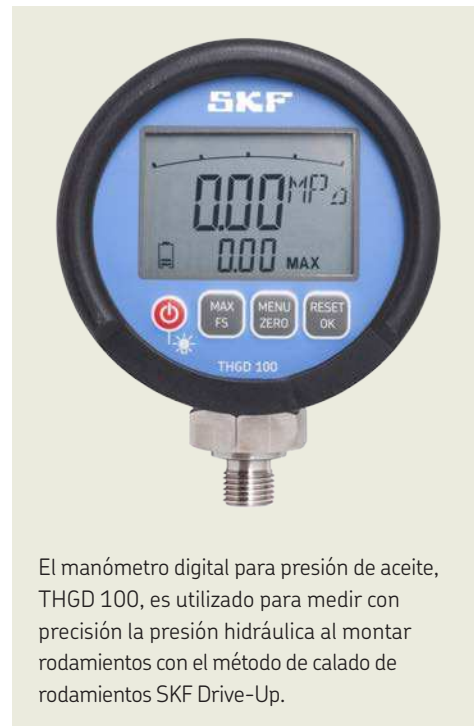 SKF
0.00 MPa
0.00 MAX
MAX
FS
MENU
ZERO
RESET
OK
THGD 100
El manómetro digital para presión de aceite,
THGD 100, es utilizado para medir con
precisión la presión hidráulica al montar
rodamientos con el método de calado de
rodamientos SKF Drive-Up.